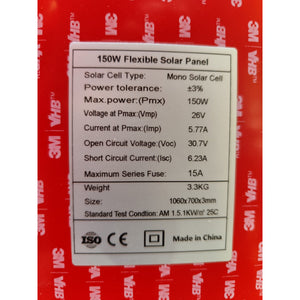 150W Flexible Solar Panel
Solar Cell Type: Mono Solar Cell
Power tolerance: ±3%
Max.power:(Pmx) 150W
Voltage at Pmax:(Vmp) 26V
Current at Pmax:(Imp) 5.77A
Open Circuit Voltage:(Voc) 30.7V
Short Circuit Current:(Isc) 6.23A
Maximum Series Fuse: 15A
Weight: 3.3KG
Size: 1060x700x3mm
Standard Test Condtion: AM 1.5.1KW/㎡ 25C
ISO CE Made in China
3M VHB